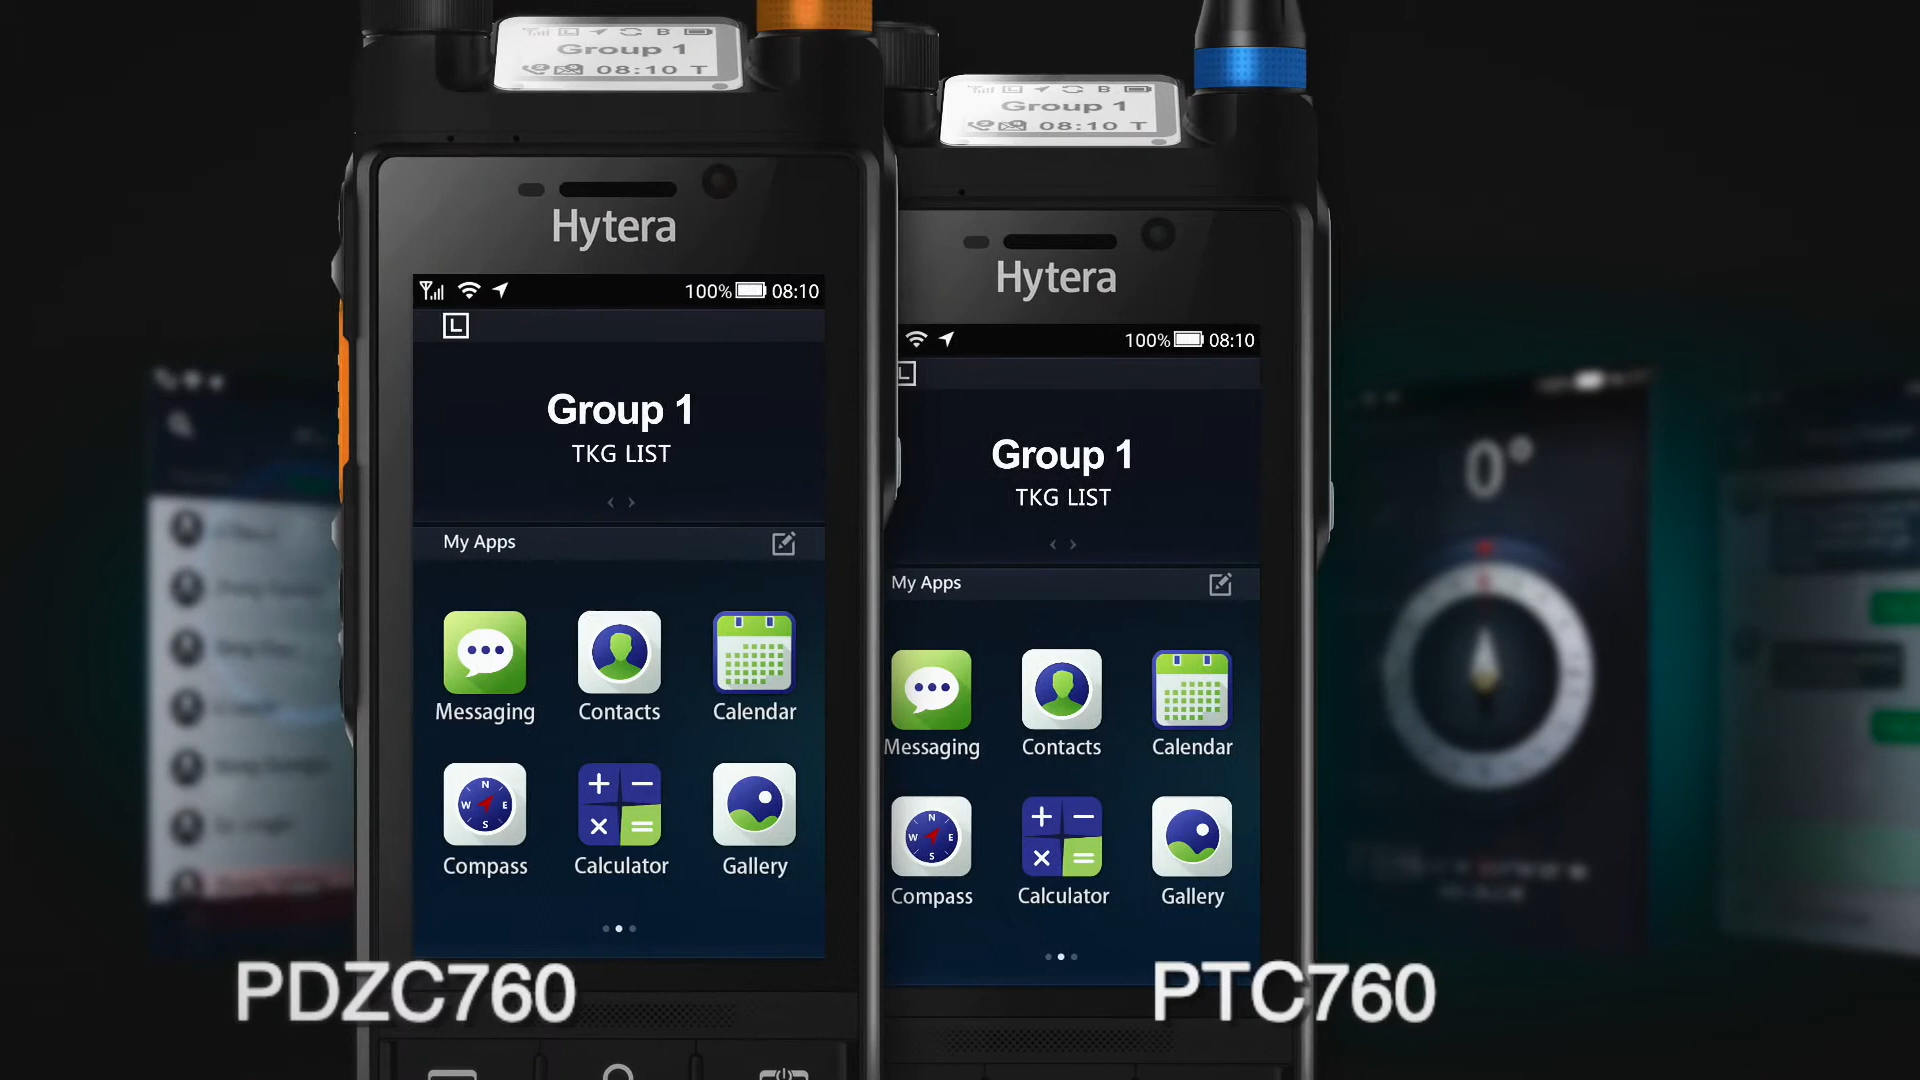 Group 1
08:10 T
Group 1
08:10 T
Hytera
Hytera
100% 08:10
100% 08:10
L
L
Group 1
TKG LIST
Group 1
TKG LIST
My Apps
My Apps
Messaging Contacts Calendar
Messaging Contacts Calendar
N
W E
S
N
W E
S
Compass Calculator Gallery
Compass Calculator Gallery
0°
PDZC760
PTC760